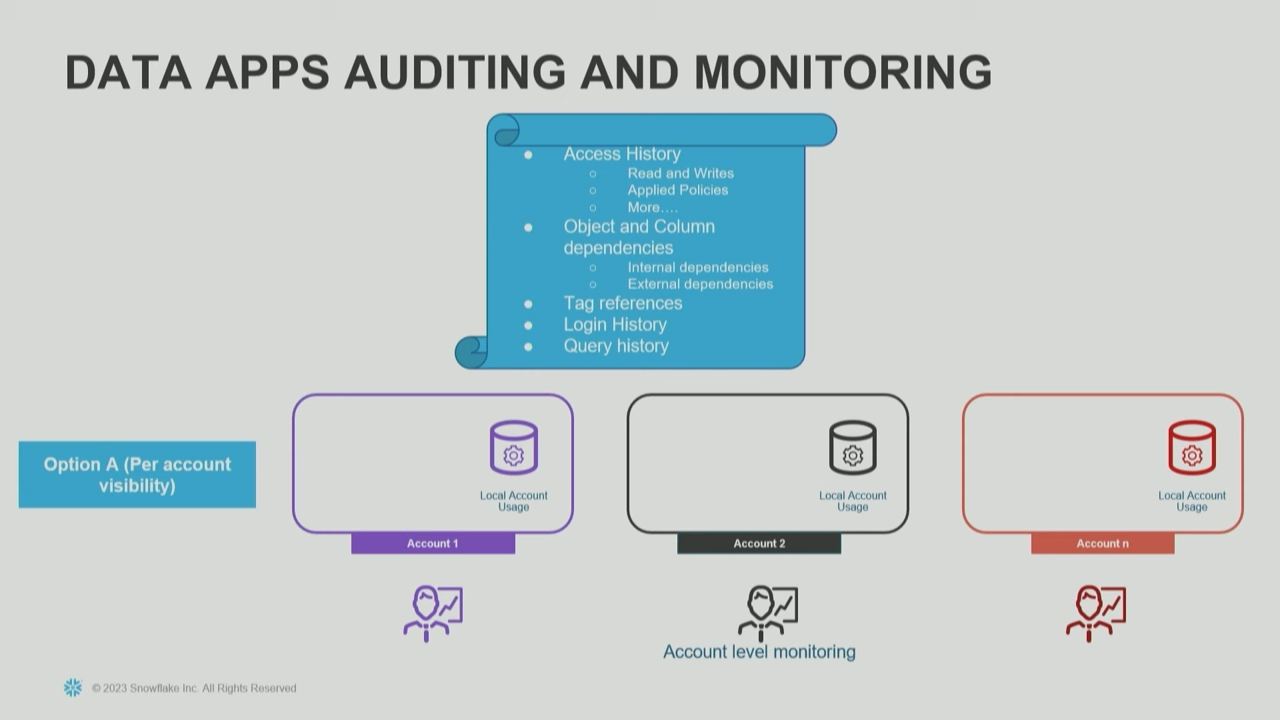 DATA APPS AUDITING AND MONITORING
Access History
Read and Writes
Applied Policies
More....
Object and Column
dependencies
Internal dependencies
External dependencies
Tag references
Login History
Query history
Option A (Per account
visibility)
Local Account
Usage
Account 1
Local Account
Usage
Account 2
Local Account
Usage
Account n
Account level monitoring
© 2023 Snowflake Inc. All Rights Reserved